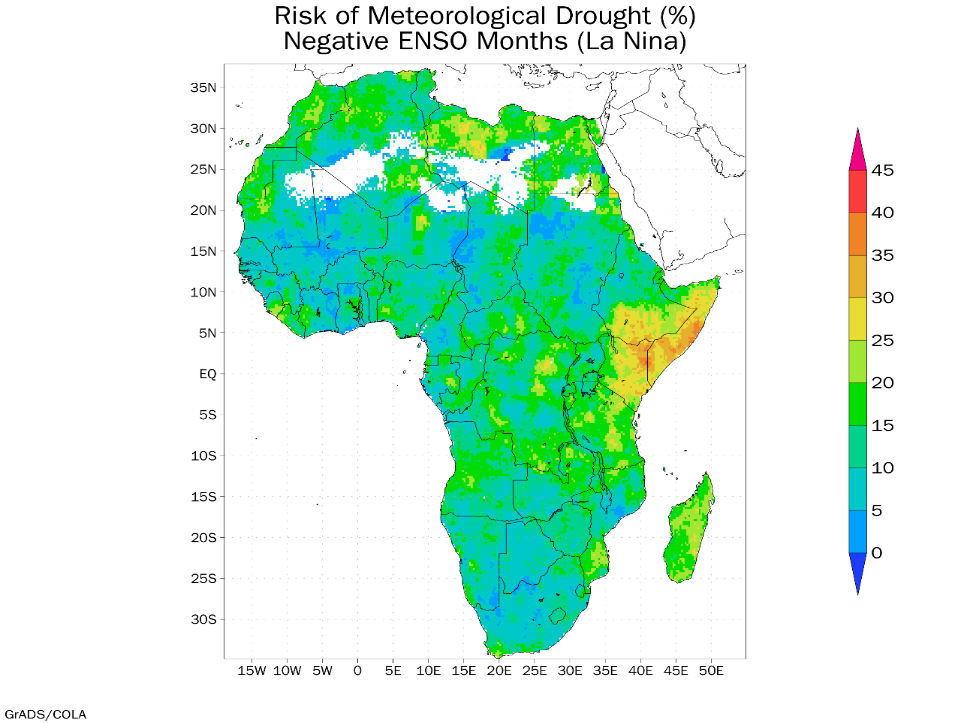 Risk of Meteorological Drought (%)
Negative ENSO Months (La Nina)
35N
30N
25N
20N
15N
10N
5N
EQ
5S
10S
15S
20S
25S
30S
15W 10W 5W 0 5E 10E 15E 20E 25E 30E 35E 40E 45E 50E
45
40
35
30
25
20
15
10
5
0
GrADS/COLA